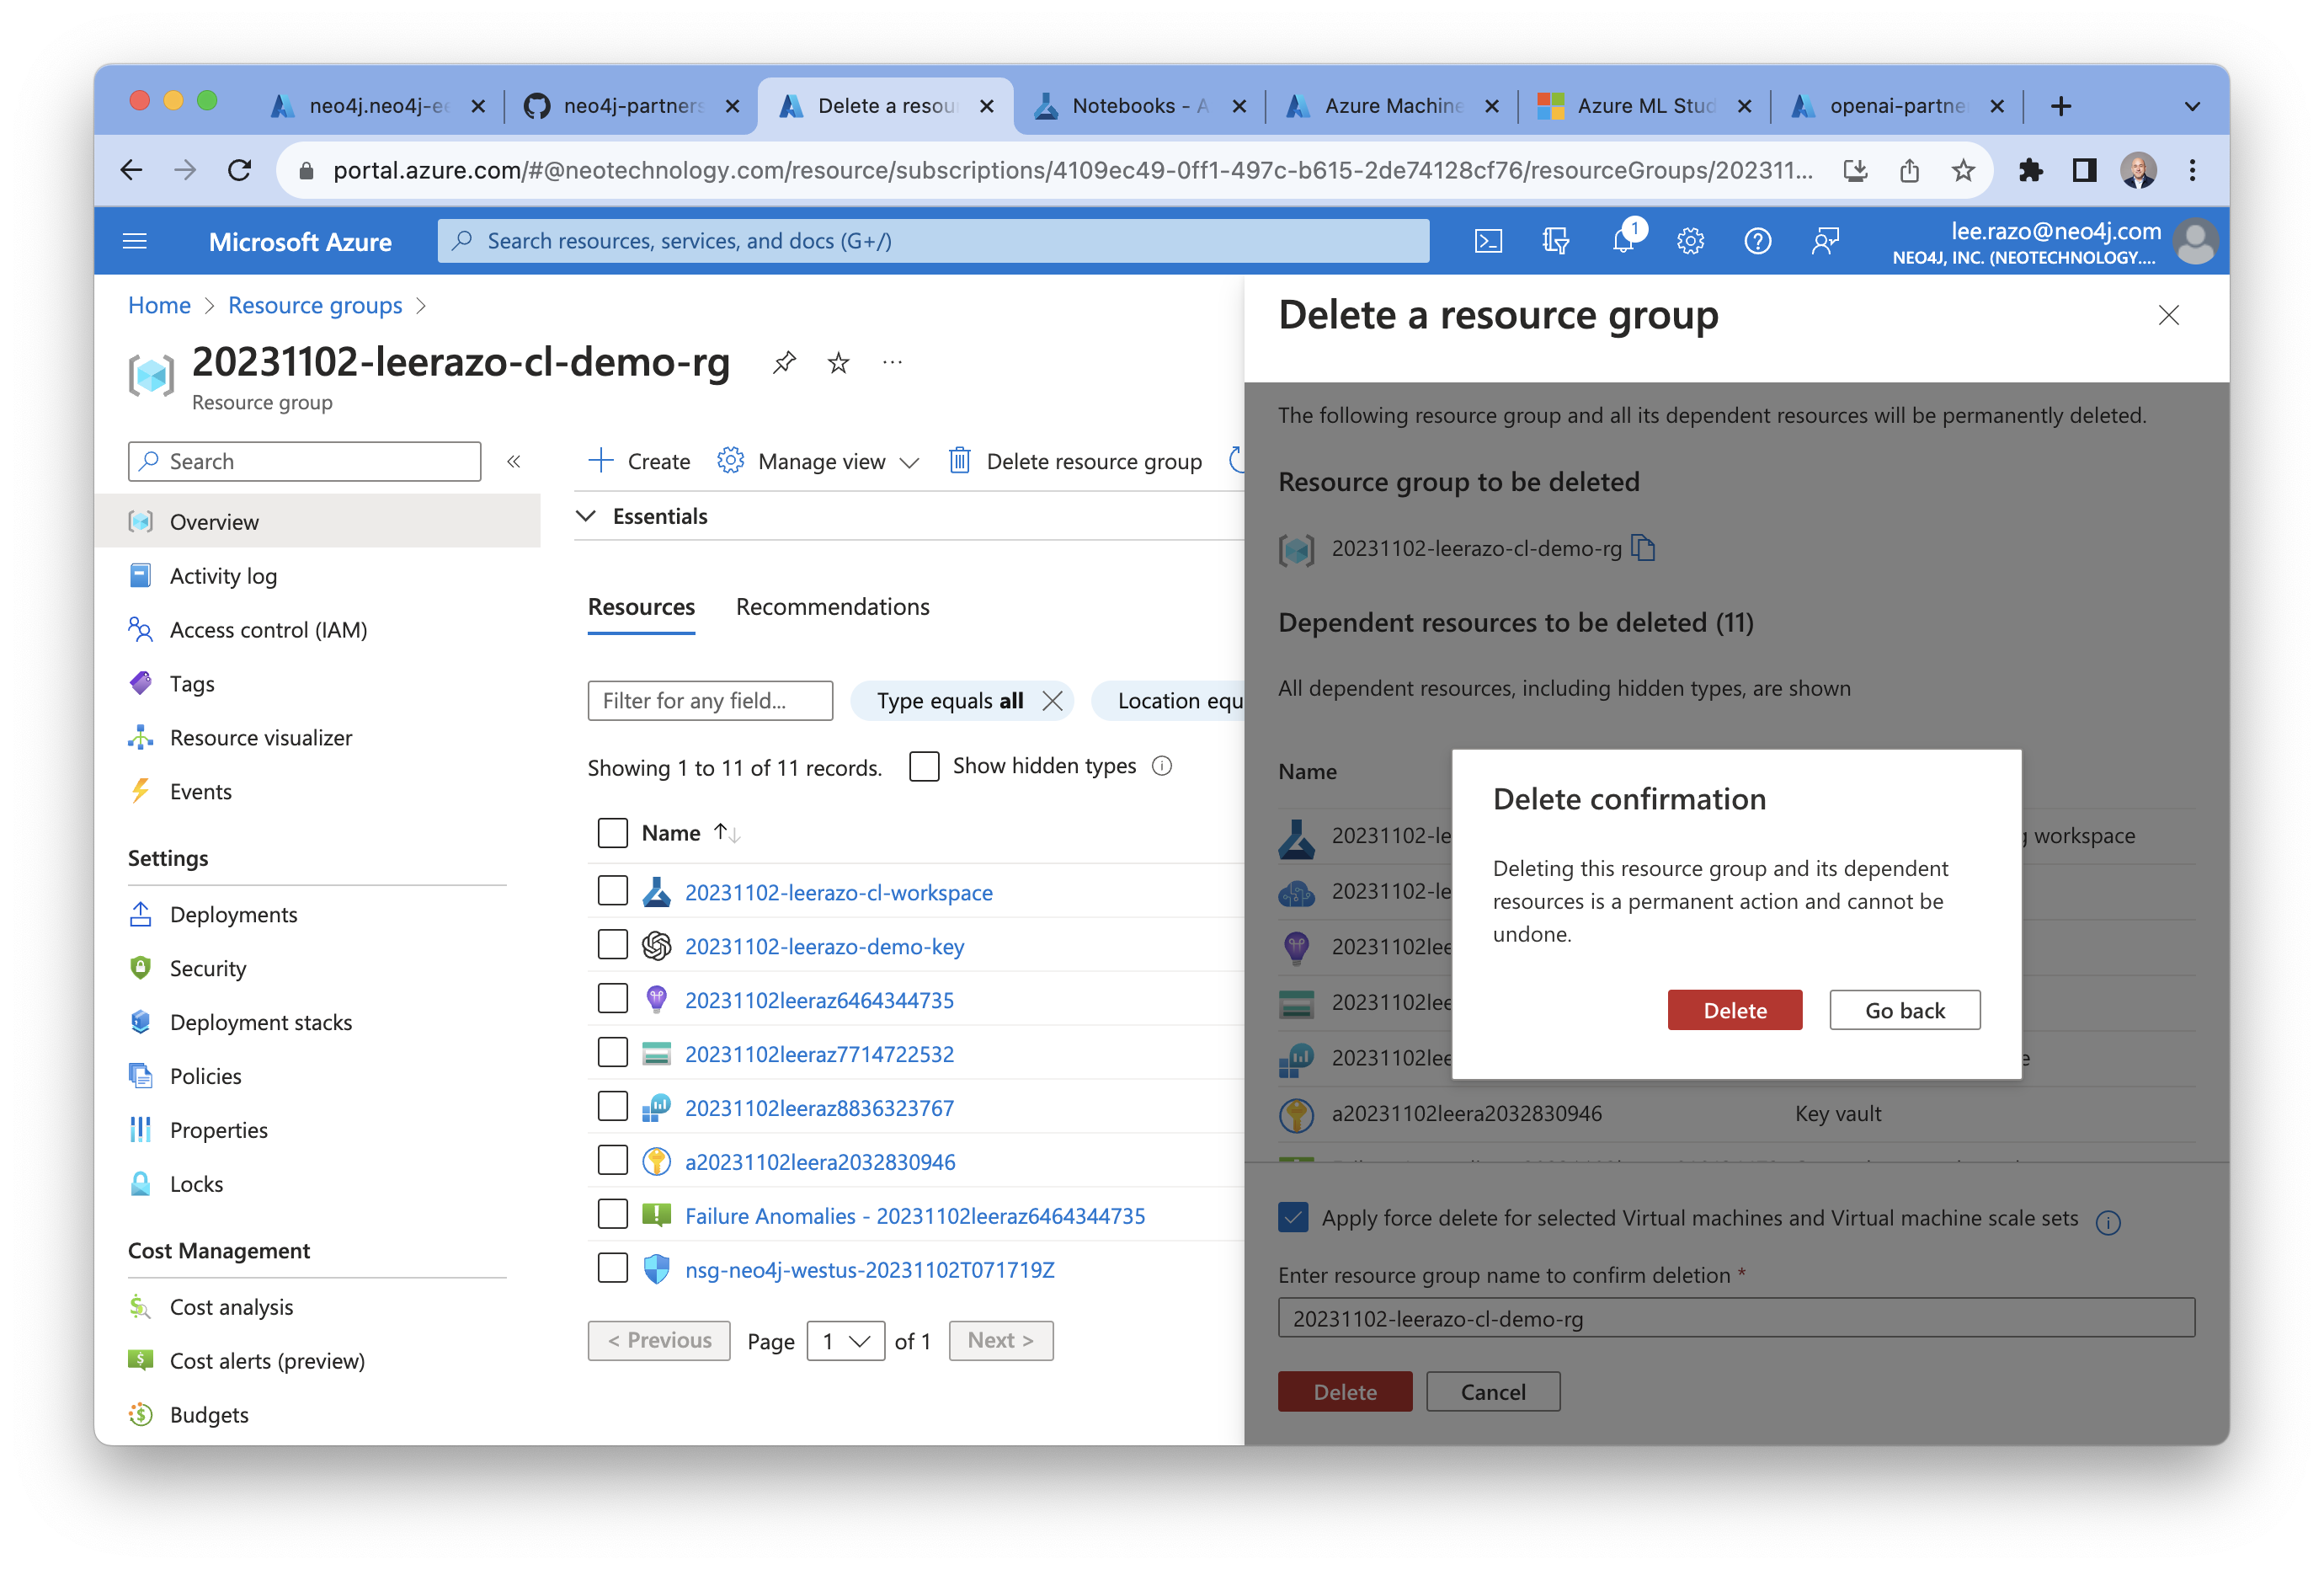 neo4j.neo4j-ee
neo4j-partners
Delete a resou
Notebooks - A
Azure Machine
Azure ML Stud
openai-partne
portal.azure.com/#@neotechnology.com/resource/subscriptions/4109ec49-0ff1-497c-b615-2de74128cf76/resourceGroups/202311...
Microsoft Azure
Search resources, services, and docs (G+/)
1
lee.razo@neo4j.com
NEO4J, INC. (NEOTECHNOLOGY....
Home > Resource groups >
20231102-leerazo-cl-demo-rg
...
Resource group
Search
«
Create
Manage view
Delete resource group
Overview
Activity log
Access control (IAM)
Tags
Resource visualizer
Events
Settings
Deployments
Security
Deployment stacks
Policies
Properties
Locks
Cost Management
Cost analysis
Cost alerts (preview)
Budgets
Essentials
Resources
Recommendations
Filter for any field...
Type equals all
Location equ
Showing 1 to 11 of 11 records.
Show hidden types
Name
20231102-leerazo-cl-workspace
20231102-leerazo-demo-key
20231102leeraz6464344735
20231102leeraz7714722532
20231102leeraz8836323767
a20231102leera2032830946
Failure Anomalies - 20231102leeraz6464344735
nsg-neo4j-westus-20231102T071719Z
< Previous
Page
1
of 1
Next >
Delete a resource group
The following resource group and all its dependent resources will be permanently deleted.
Resource group to be deleted
20231102-leerazo-cl-demo-rg
Dependent resources to be deleted (11)
All dependent resources, including hidden types, are shown
Name
20231102-le
workspace
20231102-le
20231102lee
20231102lee
20231102lee
a20231102leera2032830946
Key vault
Delete confirmation
Deleting this resource group and its dependent
resources is a permanent action and cannot be
undone.
Delete
Go back
Apply force delete for selected Virtual machines and Virtual machine scale sets
Enter resource group name to confirm deletion *
20231102-leerazo-cl-demo-rg
Delete
Cancel